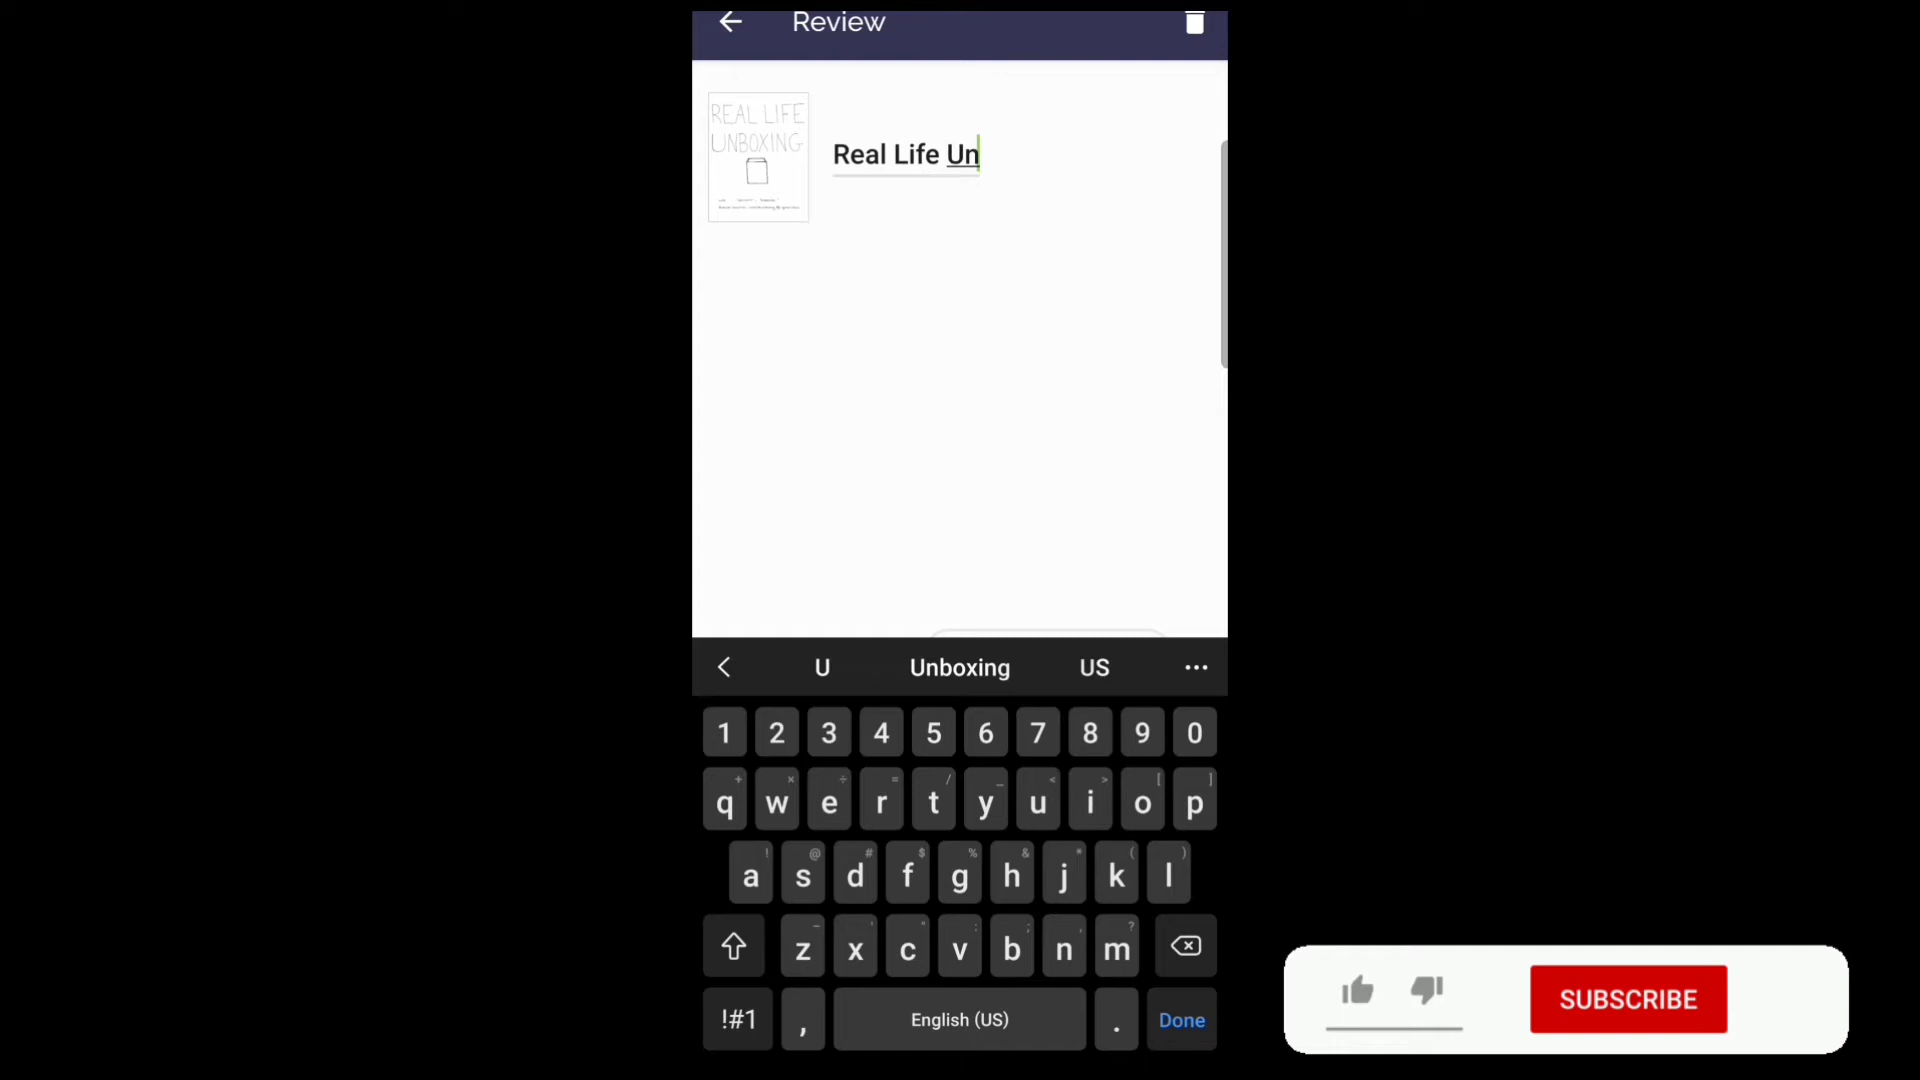 Review
REAL LIFE
UNBOXING
Real Life Un
U Unboxing US
1 2 3 4 5 6 7 8 9 0
q w e r t y u i o p
a s d f g h j k l
z x c v b n m
!#1 , English (US) . Done
SUBSCRIBE